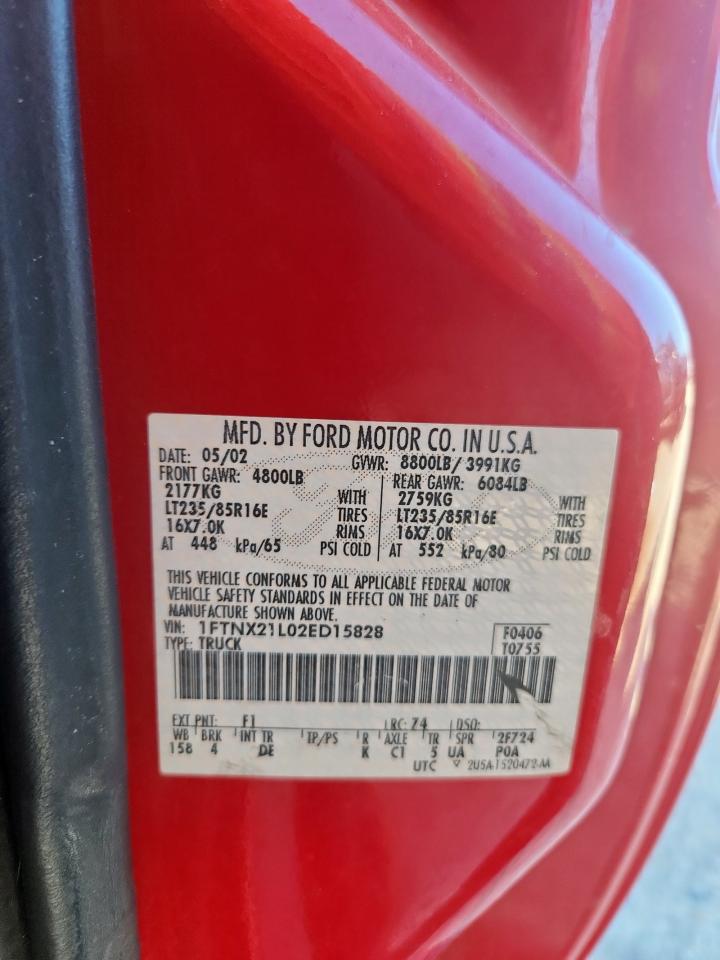 MFD. BY FORD MOTOR CO. IN U.S.A.
DATE: 05/02 GVWR: 8800LB/ 3991KG
FRONT GAWR: 4800LB REAR GAWR: 6084LB
2177KG WITH 2759KG WITH
LT235/85R16E TIRES LT235/85R16E TIRES
16X7.0K RIMS 16X7.0K RIMS
AT 448 kPa/65 PSI COLD AT 552 kPa/80 PSI COLD
THIS VEHICLE CONFORMS TO ALL APPLICABLE FEDERAL MOTOR
VEHICLE SAFETY STANDARDS IN EFFECT ON THE DATE OF
MANUFACTURE SHOWN ABOVE.
VIN: 1FTNX21L02ED15828 F0406
TYPE: TRUCK T0755
EXT PNT: F1 RC: 74 DSO:
WB BRK INT TR TP/PS R AXLE TR SPR 2F724
158 4 DE K C1 5 UA POA
UTC 2U5A-1520472-AA